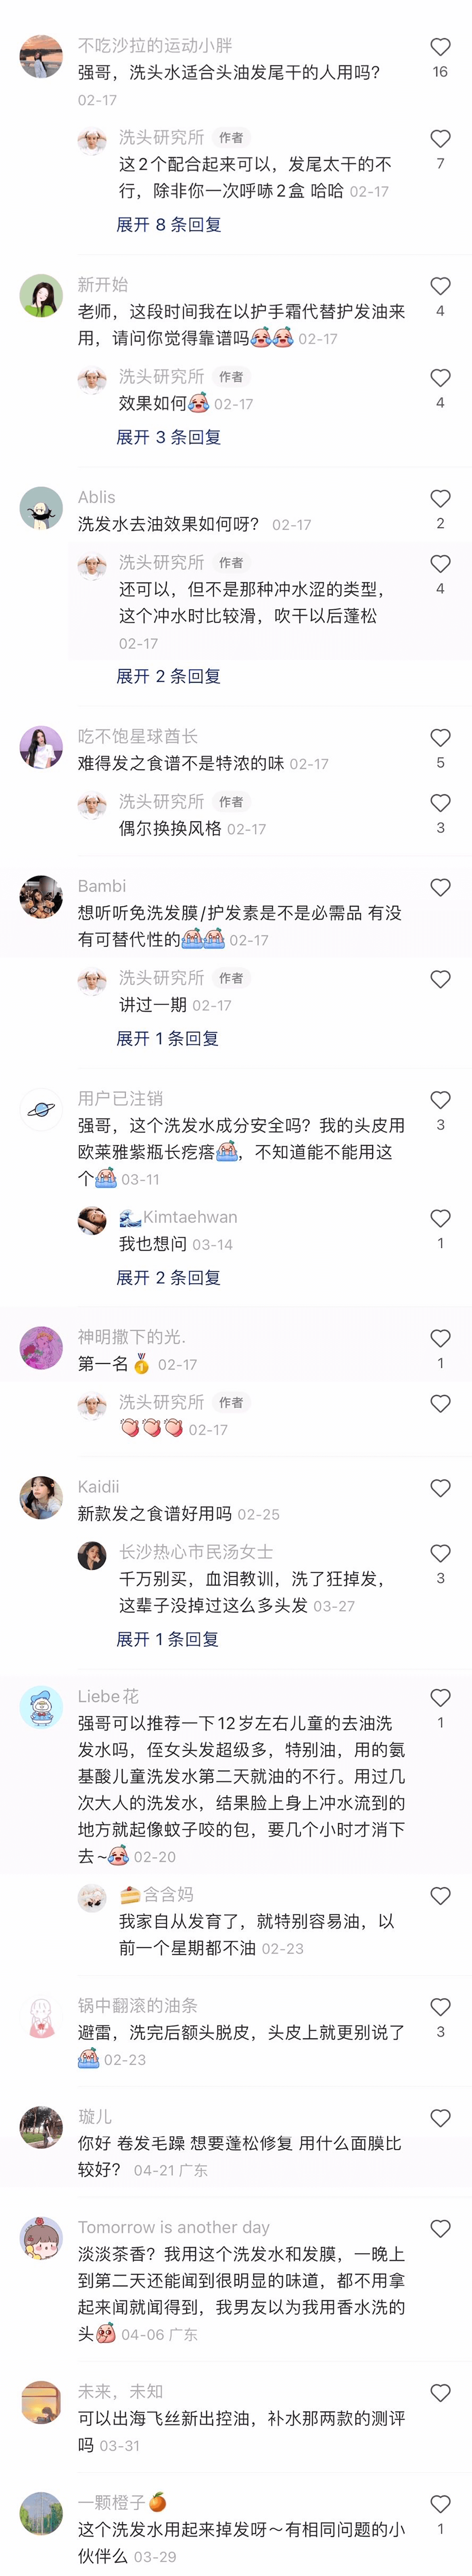 不吃沙拉的运动小胖
强哥，洗头水适合头油发尾干的人用吗？
16
02-17
洗头研究所 作者
这2个配合起来可以，发尾太干的不
7
行，除非你一次呼哧2盒 哈哈 02-17
展开 8 条回复
新开始
老师，这段时间我在以护手霜代替护发油来
4
用，请问你觉得靠谱吗 02-17
洗头研究所 作者
效果如何 02-17
4
展开 3 条回复
Ablis
洗发水去油效果如何呀？ 02-17
2
洗头研究所 作者
还可以，但不是那种冲水涩的类型，
4
这个冲水时比较滑，吹干以后蓬松
02-17
展开 2 条回复
吃不饱星球酋长
难得发之食谱不是特浓的味 02-17
5
洗头研究所 作者
偶尔换换风格 02-17
3
Bambi
想听听免洗发膜/护发素是不是必需品 有没
有可替代性的 02-17
洗头研究所 作者
讲过一期 02-17
展开 1 条回复
用户已注销
强哥，这个洗发水成分安全吗？我的头皮用
3
欧莱雅紫瓶长疙瘩，不知道能不能用这
个 03-11
🌊Kimtaehwan
我也想问 03-14
1
展开 2 条回复
神明撒下的光.
第一名🥇 02-17
1
洗头研究所 作者
02-17
Kaidii
新款发之食谱好用吗 02-25
长沙热心市民汤女士
千万别买，血泪教训，洗了狂掉发，
3
这辈子没掉过这么多头发 03-27
展开 1 条回复
Liebe花
强哥可以推荐一下12岁左右儿童的去油洗
1
发水吗，侄女头发超级多，特别油，用的氨
基酸儿童洗发水第二天就油的不行。用过几
次大人的洗发水，结果脸上身上冲水流到的
地方就起像蚊子咬的包，要几个小时才消下
去~ 02-20
🍰含含妈
我家自从发育了，就特别容易油，以
前一个星期都不油 02-23
锅中翻滚的油条
避雷，洗完后额头脱皮，头皮上就更别说了
3
02-23
璇儿
你好 卷发毛躁 想要蓬松修复 用什么面膜比
较好？ 04-21 广东
Tomorrow is another day
淡淡茶香？我用这个洗发水和发膜，一晚上
到第二天还能闻到很明显的味道，都不用拿
起来闻就闻得到，我男友以为我用香水洗的
头 04-06 广东
未来，未知
可以出海飞丝新出控油，补水那两款的测评
吗 03-31
一颗橙子🍊
这个洗发水用起来掉发呀～有相同问题的小
1
伙伴么 03-29